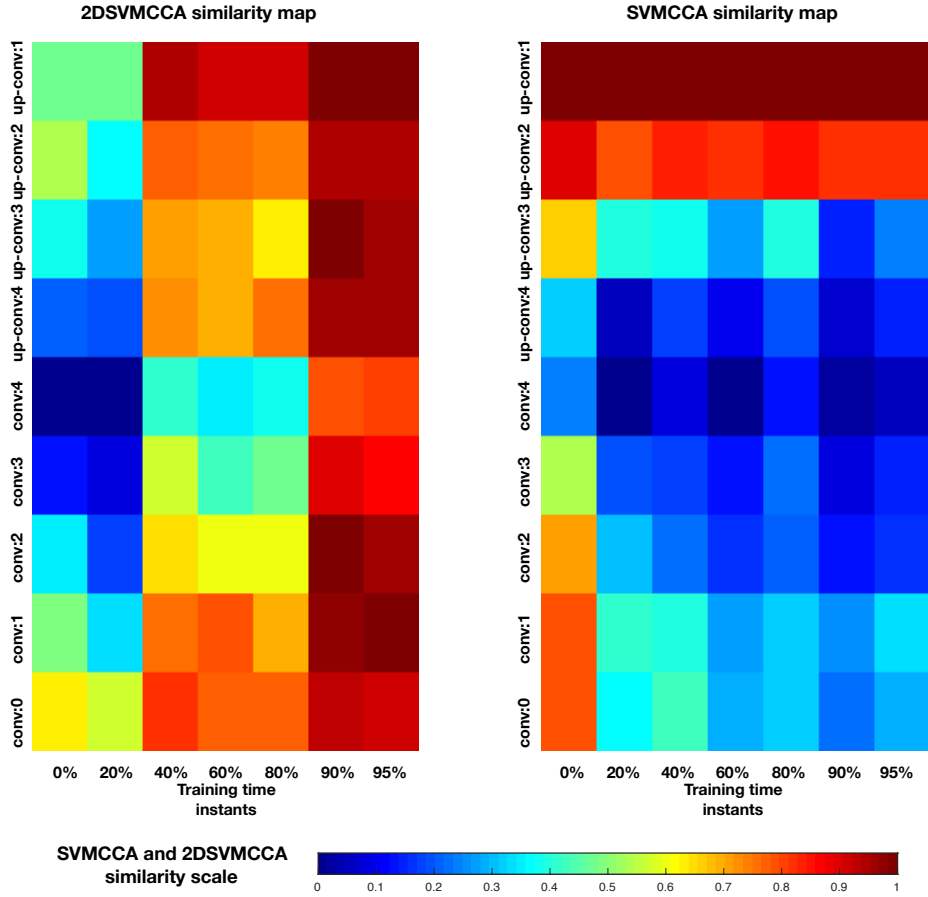 2DSVMCCA similarity map
up-conv:1
up-conv:2
up-conv:3
up-conv:4
conv:4
conv:3
conv:2
conv:1
conv:0
0% 20% 40% 60% 80% 90% 95%
Training time
instants
SVMCCA similarity map
up-conv:1
up-conv:2
up-conv:3
up-conv:4
conv:4
conv:3
conv:2
conv:1
conv:0
0% 20% 40% 60% 80% 90% 95%
Training time
instants
SVMCCA and 2DSVMCCA
similarity scale
0 0.1 0.2 0.3 0.4 0.5 0.6 0.7 0.8 0.9 1